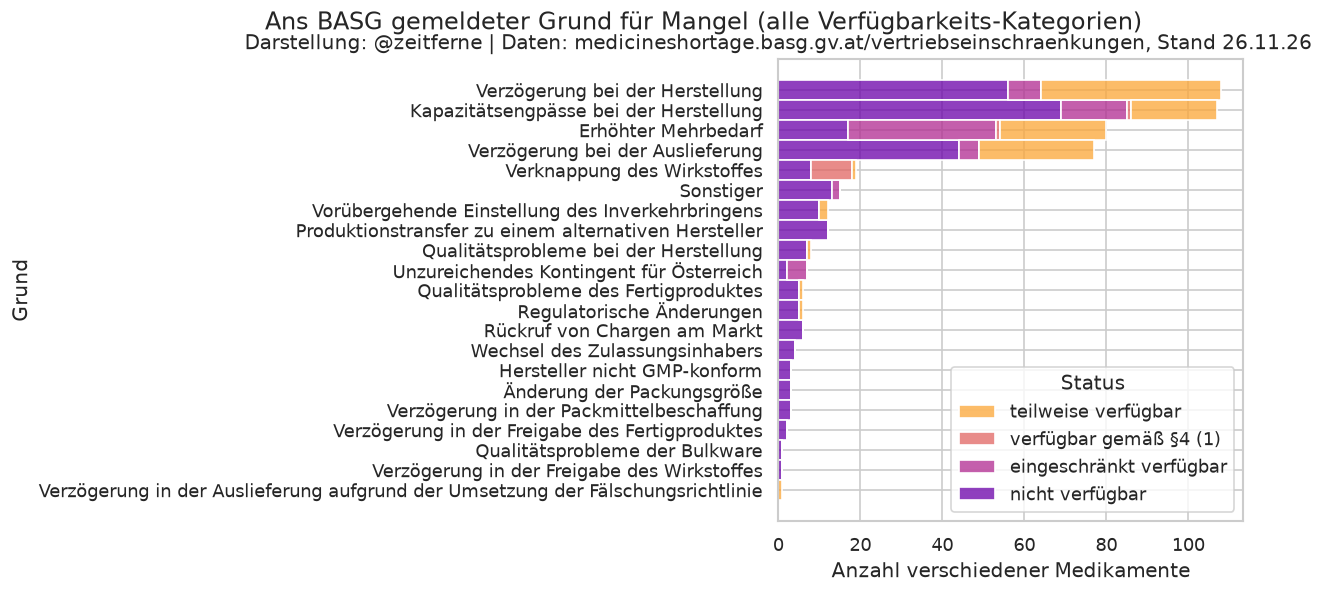 Ans BASG gemeldeter Grund für Mangel (alle Verfügbarkeits-Kategorien)
Darstellung: @zeitferne | Daten: medicineshortage.basg.gv.at/vertriebseinschraenkungen, Stand 26.11.26
Grund
Verzögerung bei der Herstellung
Kapazitätsengpässe bei der Herstellung
Erhöhter Mehrbedarf
Verzögerung bei der Auslieferung
Verknappung des Wirkstoffes
Sonstiger
Vorübergehende Einstellung des Inverkehrbringens
Produktionstransfer zu einem alternativen Hersteller
Qualitätsprobleme bei der Herstellung
Unzureichendes Kontingent für Österreich
Qualitätsprobleme des Fertigproduktes
Regulatorische Änderungen
Rückruf von Chargen am Markt
Wechsel des Zulassungsinhabers
Hersteller nicht GMP-konform
Änderung der Packungsgröße
Verzögerung in der Packmittelbeschaffung
Verzögerung in der Freigabe des Fertigproduktes
Qualitätsprobleme der Bulkware
Verzögerung in der Freigabe des Wirkstoffes
Verzögerung in der Auslieferung aufgrund der Umsetzung der Fälschungsrichtlinie
Status
teilweise verfügbar
verfügbar gemäß §4 (1)
eingeschränkt verfügbar
nicht verfügbar
0 20 40 60 80 100
Anzahl verschiedener Medikamente